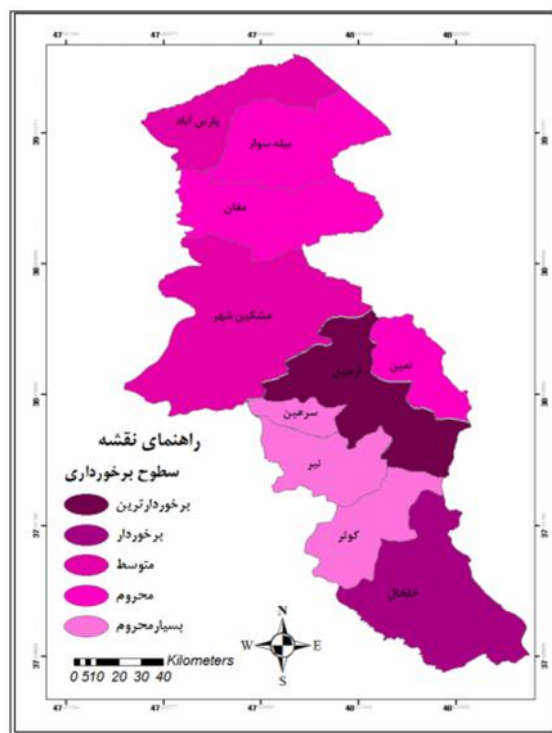 پارس آباد
بیله سوار
مغان
مشکین شهر
اردبیل
نمین
سرعین
نیر
کوثر
خلخال
راهنمای نقشه
سطوح برخورداری
برخوردارترین
برخوردار
متوسط
محروم
بسیارمحروم
N
W E
S
Kilometers
0 5 10 20 30 40